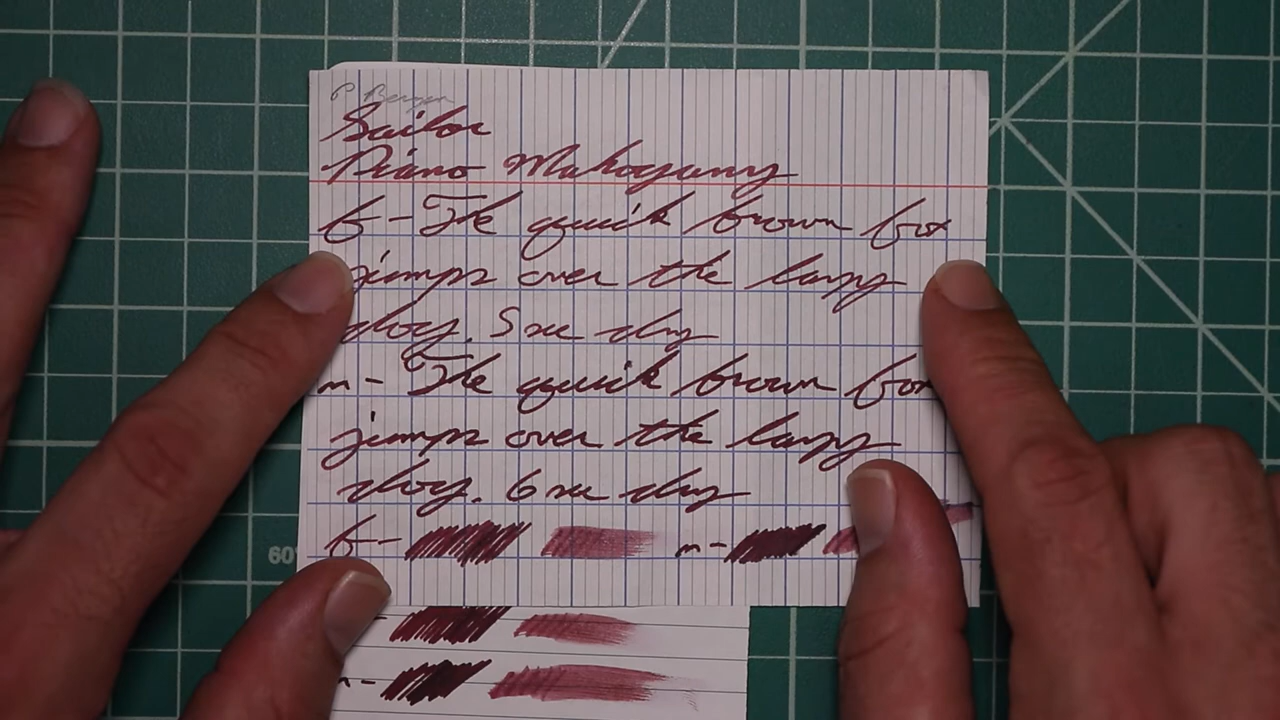 Sailor
Piano Mahogany
f - The quick brown fox
jumps over the lazy
dog. 5 sec dry
m - The quick brown fox
jumps over the lazy
dog. 6 sec dry
f - m -
60°
m -